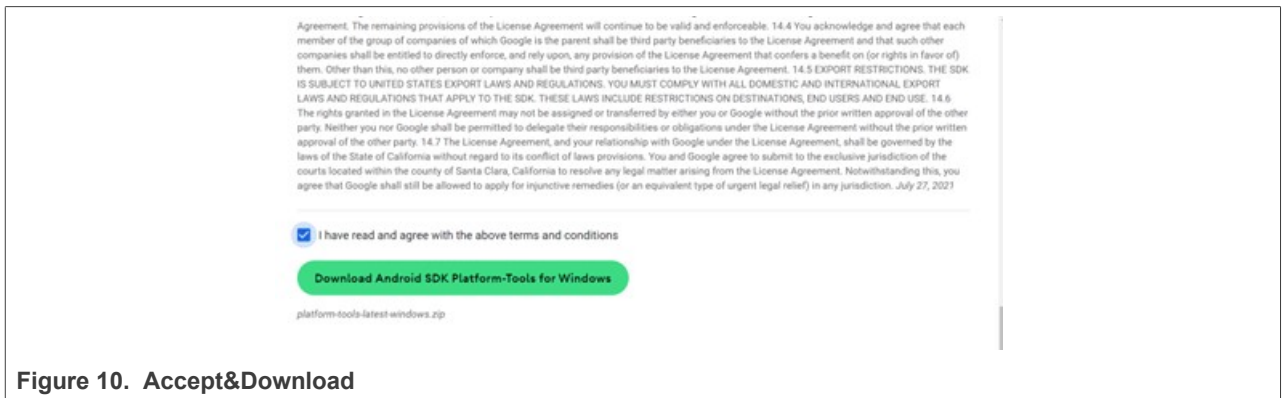 Agreement. The remaining provisions of the License Agreement will continue to be valid and enforceable. 14.4 You acknowledge and agree that each
member of the group of companies of which Google is the parent shall be third party beneficiaries to the License Agreement and that such other
companies shall be entitled to directly enforce, and rely upon, any provision of the License Agreement that confers a benefit on (or rights in favor of)
them. Other than this, no other person or company shall be third party beneficiaries to the License Agreement. 14.5 EXPORT RESTRICTIONS. THE SDK
IS SUBJECT TO UNITED STATES EXPORT LAWS AND REGULATIONS. YOU MUST COMPLY WITH ALL DOMESTIC AND INTERNATIONAL EXPORT
LAWS AND REGULATIONS THAT APPLY TO THE SDK. THESE LAWS INCLUDE RESTRICTIONS ON DESTINATIONS, END USERS AND END USE. 14.6
The rights granted in the License Agreement may not be assigned or transferred by either you or Google without the prior written approval of the other
party. Neither you nor Google shall be permitted to delegate their responsibilities or obligations under the License Agreement without the prior written
approval of the other party. 14.7 The License Agreement, and your relationship with Google under the License Agreement, shall be governed by the
laws of the State of California without regard to its conflict of laws provisions. You and Google agree to submit to the exclusive jurisdiction of the
courts located within the county of Santa Clara, California to resolve any legal matter arising from the License Agreement. Notwithstanding this, you
agree that Google shall still be allowed to apply for injunctive remedies (or an equivalent type of urgent legal relief) in any jurisdiction. July 27, 2021
I have read and agree with the above terms and conditions
Download Android SDK Platform-Tools for Windows
platform-tools-latest-windows.zip
Figure 10. Accept&Download